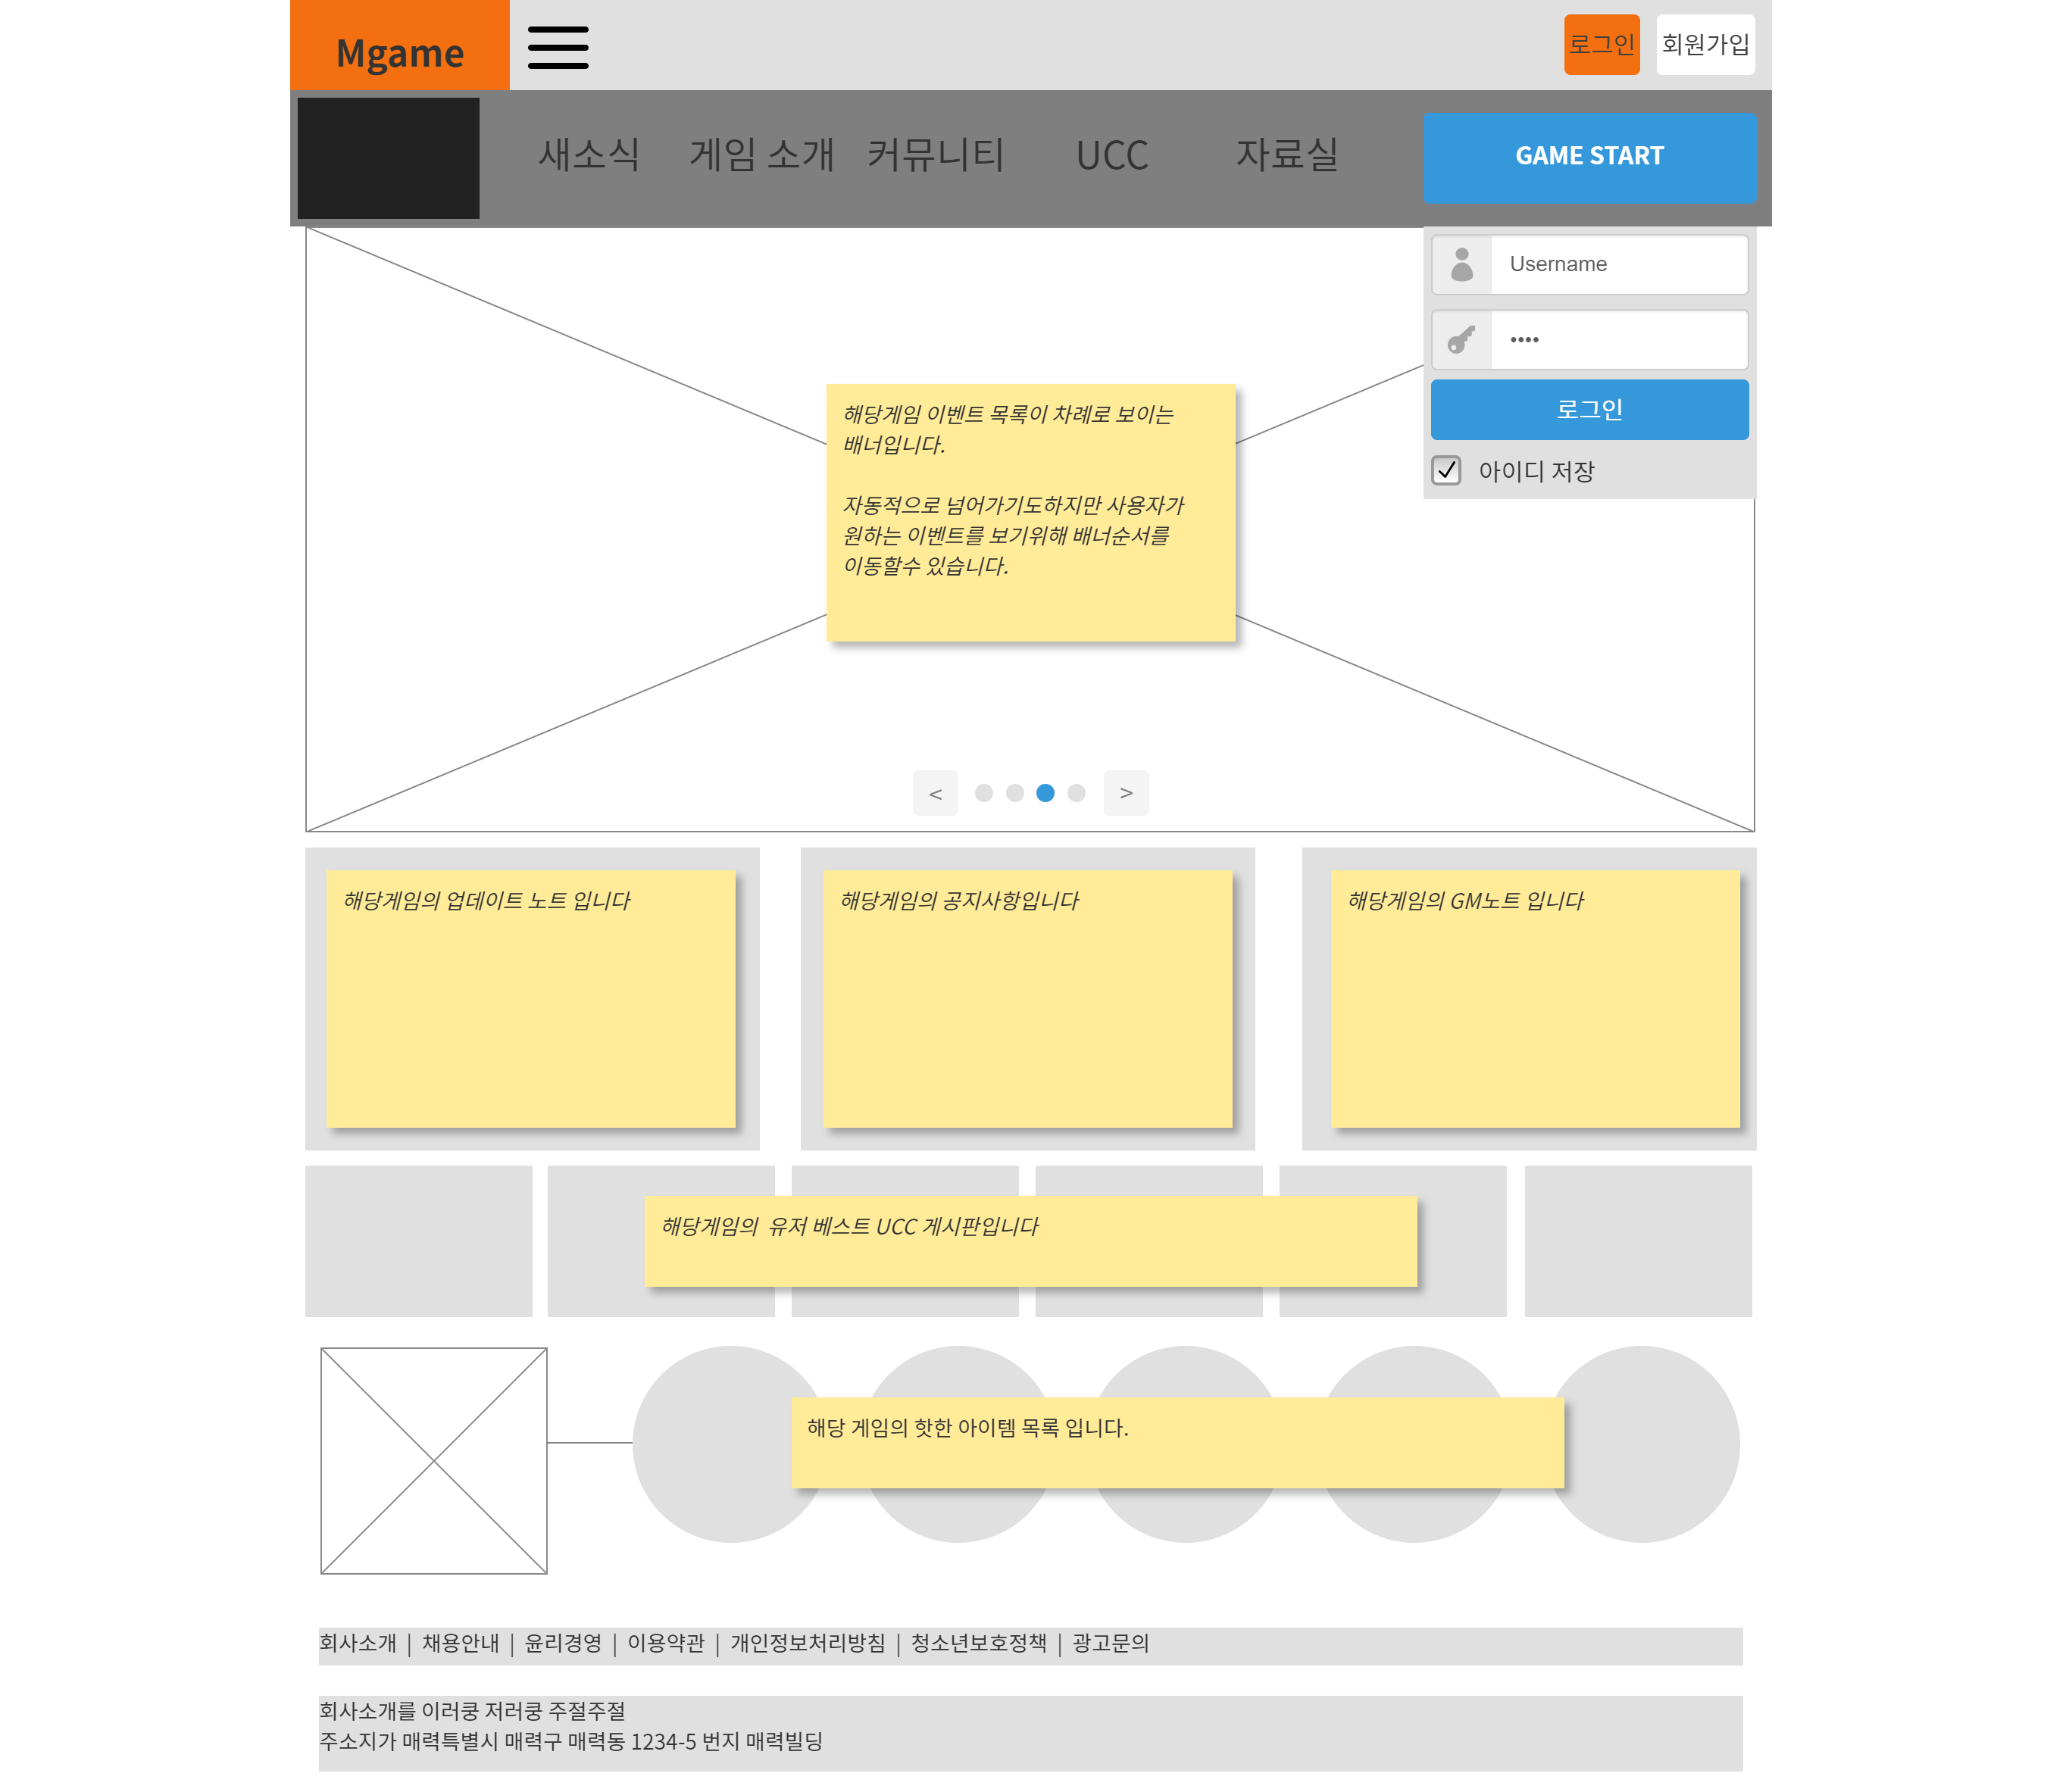 Mgame
로그인
회원가입
새소식
게임 소개
커뮤니티
UCC
자료실
GAME START
Username
••••
로그인
아이디 저장
해당게임 이벤트 목록이 차례로 보이는
배너입니다.
자동적으로 넘어가기도하지만 사용자가
원하는 이벤트를 보기위해 배너순서를
이동할수 있습니다.
<
>
해당게임의 업데이트 노트 입니다
해당게임의 공지사항입니다
해당게임의 GM노트 입니다
해당게임의  유저 베스트 UCC 게시판입니다
해당 게임의 핫한 아이템 목록 입니다.
회사소개 | 채용안내 | 윤리경영 | 이용약관 | 개인정보처리방침 | 청소년보호정책 | 광고문의
회사소개를 이러쿵 저러쿵 주절주절
주소지가 매력특별시 매력구 매력동 1234-5 번지 매력빌딩